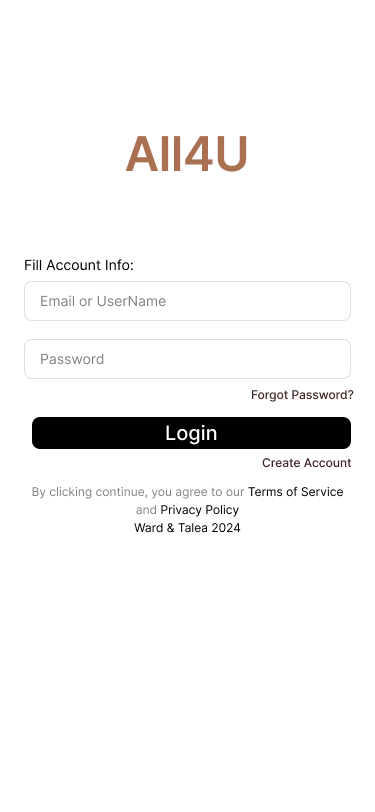 All4U
Fill Account Info:
Email or UserName
Password
Forgot Password?
Login
Create Account
By clicking continue, you agree to our Terms of Service
and Privacy Policy
Ward & Talea 2024